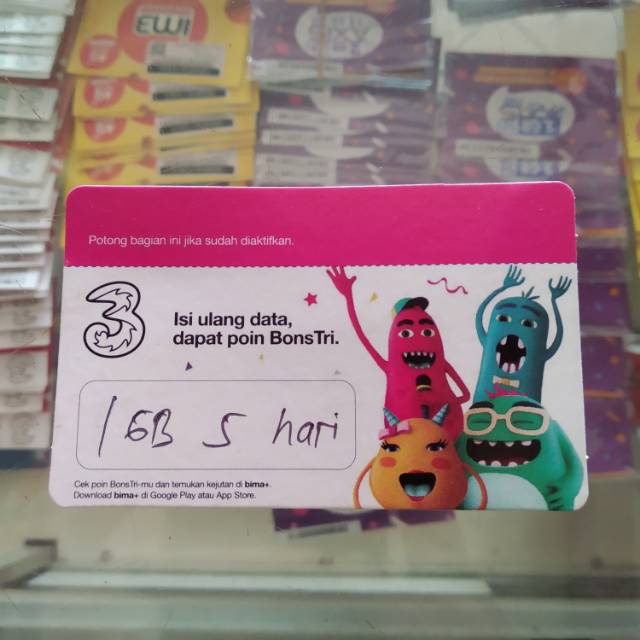 IM3
Potong bagian ini jika sudah diaktifkan.
3
Isi ulang data,
dapat poin BonsTri.
1 GB 5 hari
Cek poin BonsTri-mu dan temukan kejutan di bima+.
Download bima+ di Google Play atau App Store.